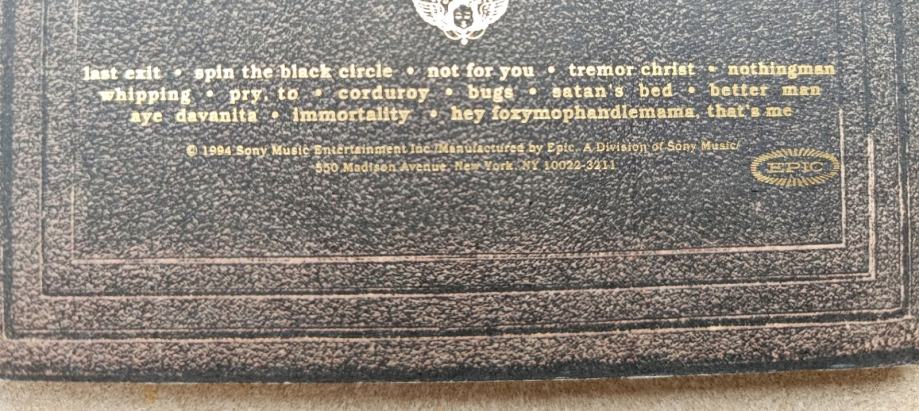 last exit • spin the black circle • not for you • tremor christ • nothingman
whipping • pry, to • corduroy • bugs • satan's bed • better man
aye davanita • immortality • hey foxymophandlemama, that's me
© 1994 Sony Music Entertainment Inc./Manufactured by Epic, A Division of Sony Music/
550 Madison Avenue, New York, NY 10022-3211
EPIC